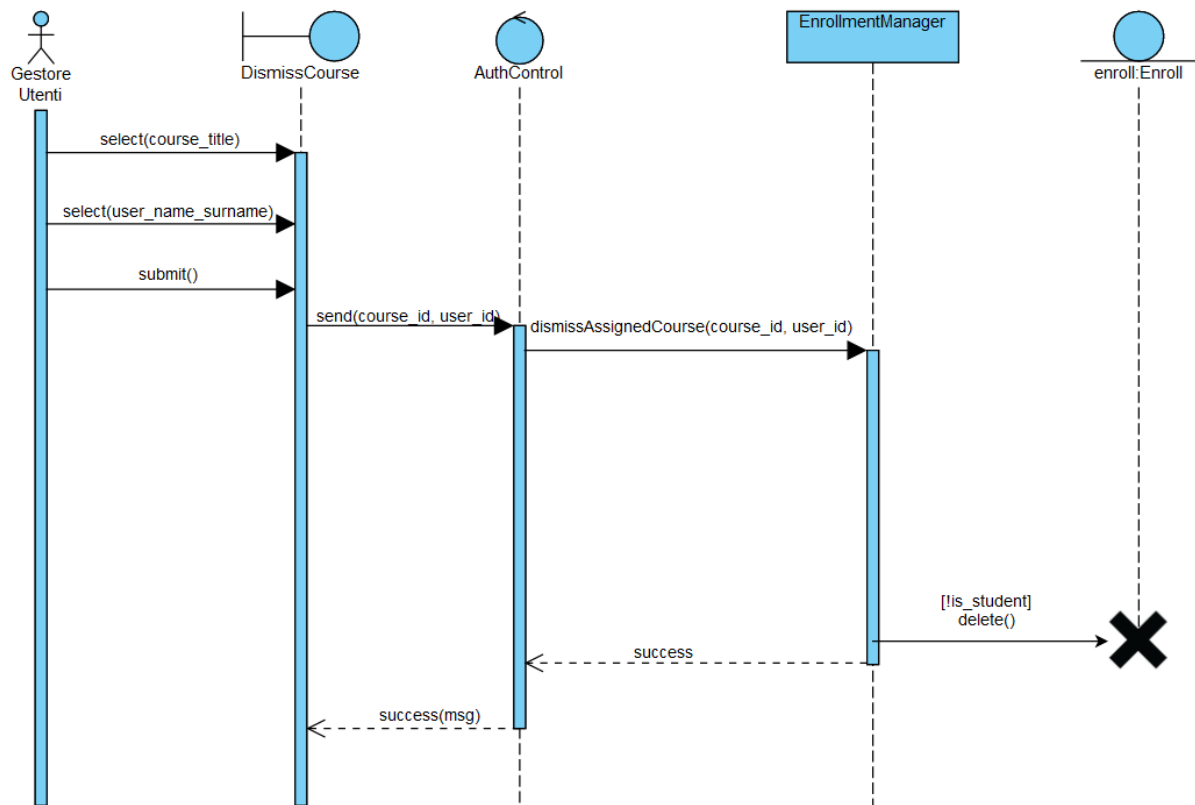 Gestore
Utenti
DismissCourse
AuthControl
EnrollmentManager
enroll:Enroll
select(course_title)
select(user_name_surname)
submit()
send(course_id, user_id)
dismissAssignedCourse(course_id, user_id)
[!is_student]
delete()
success
success(msg)